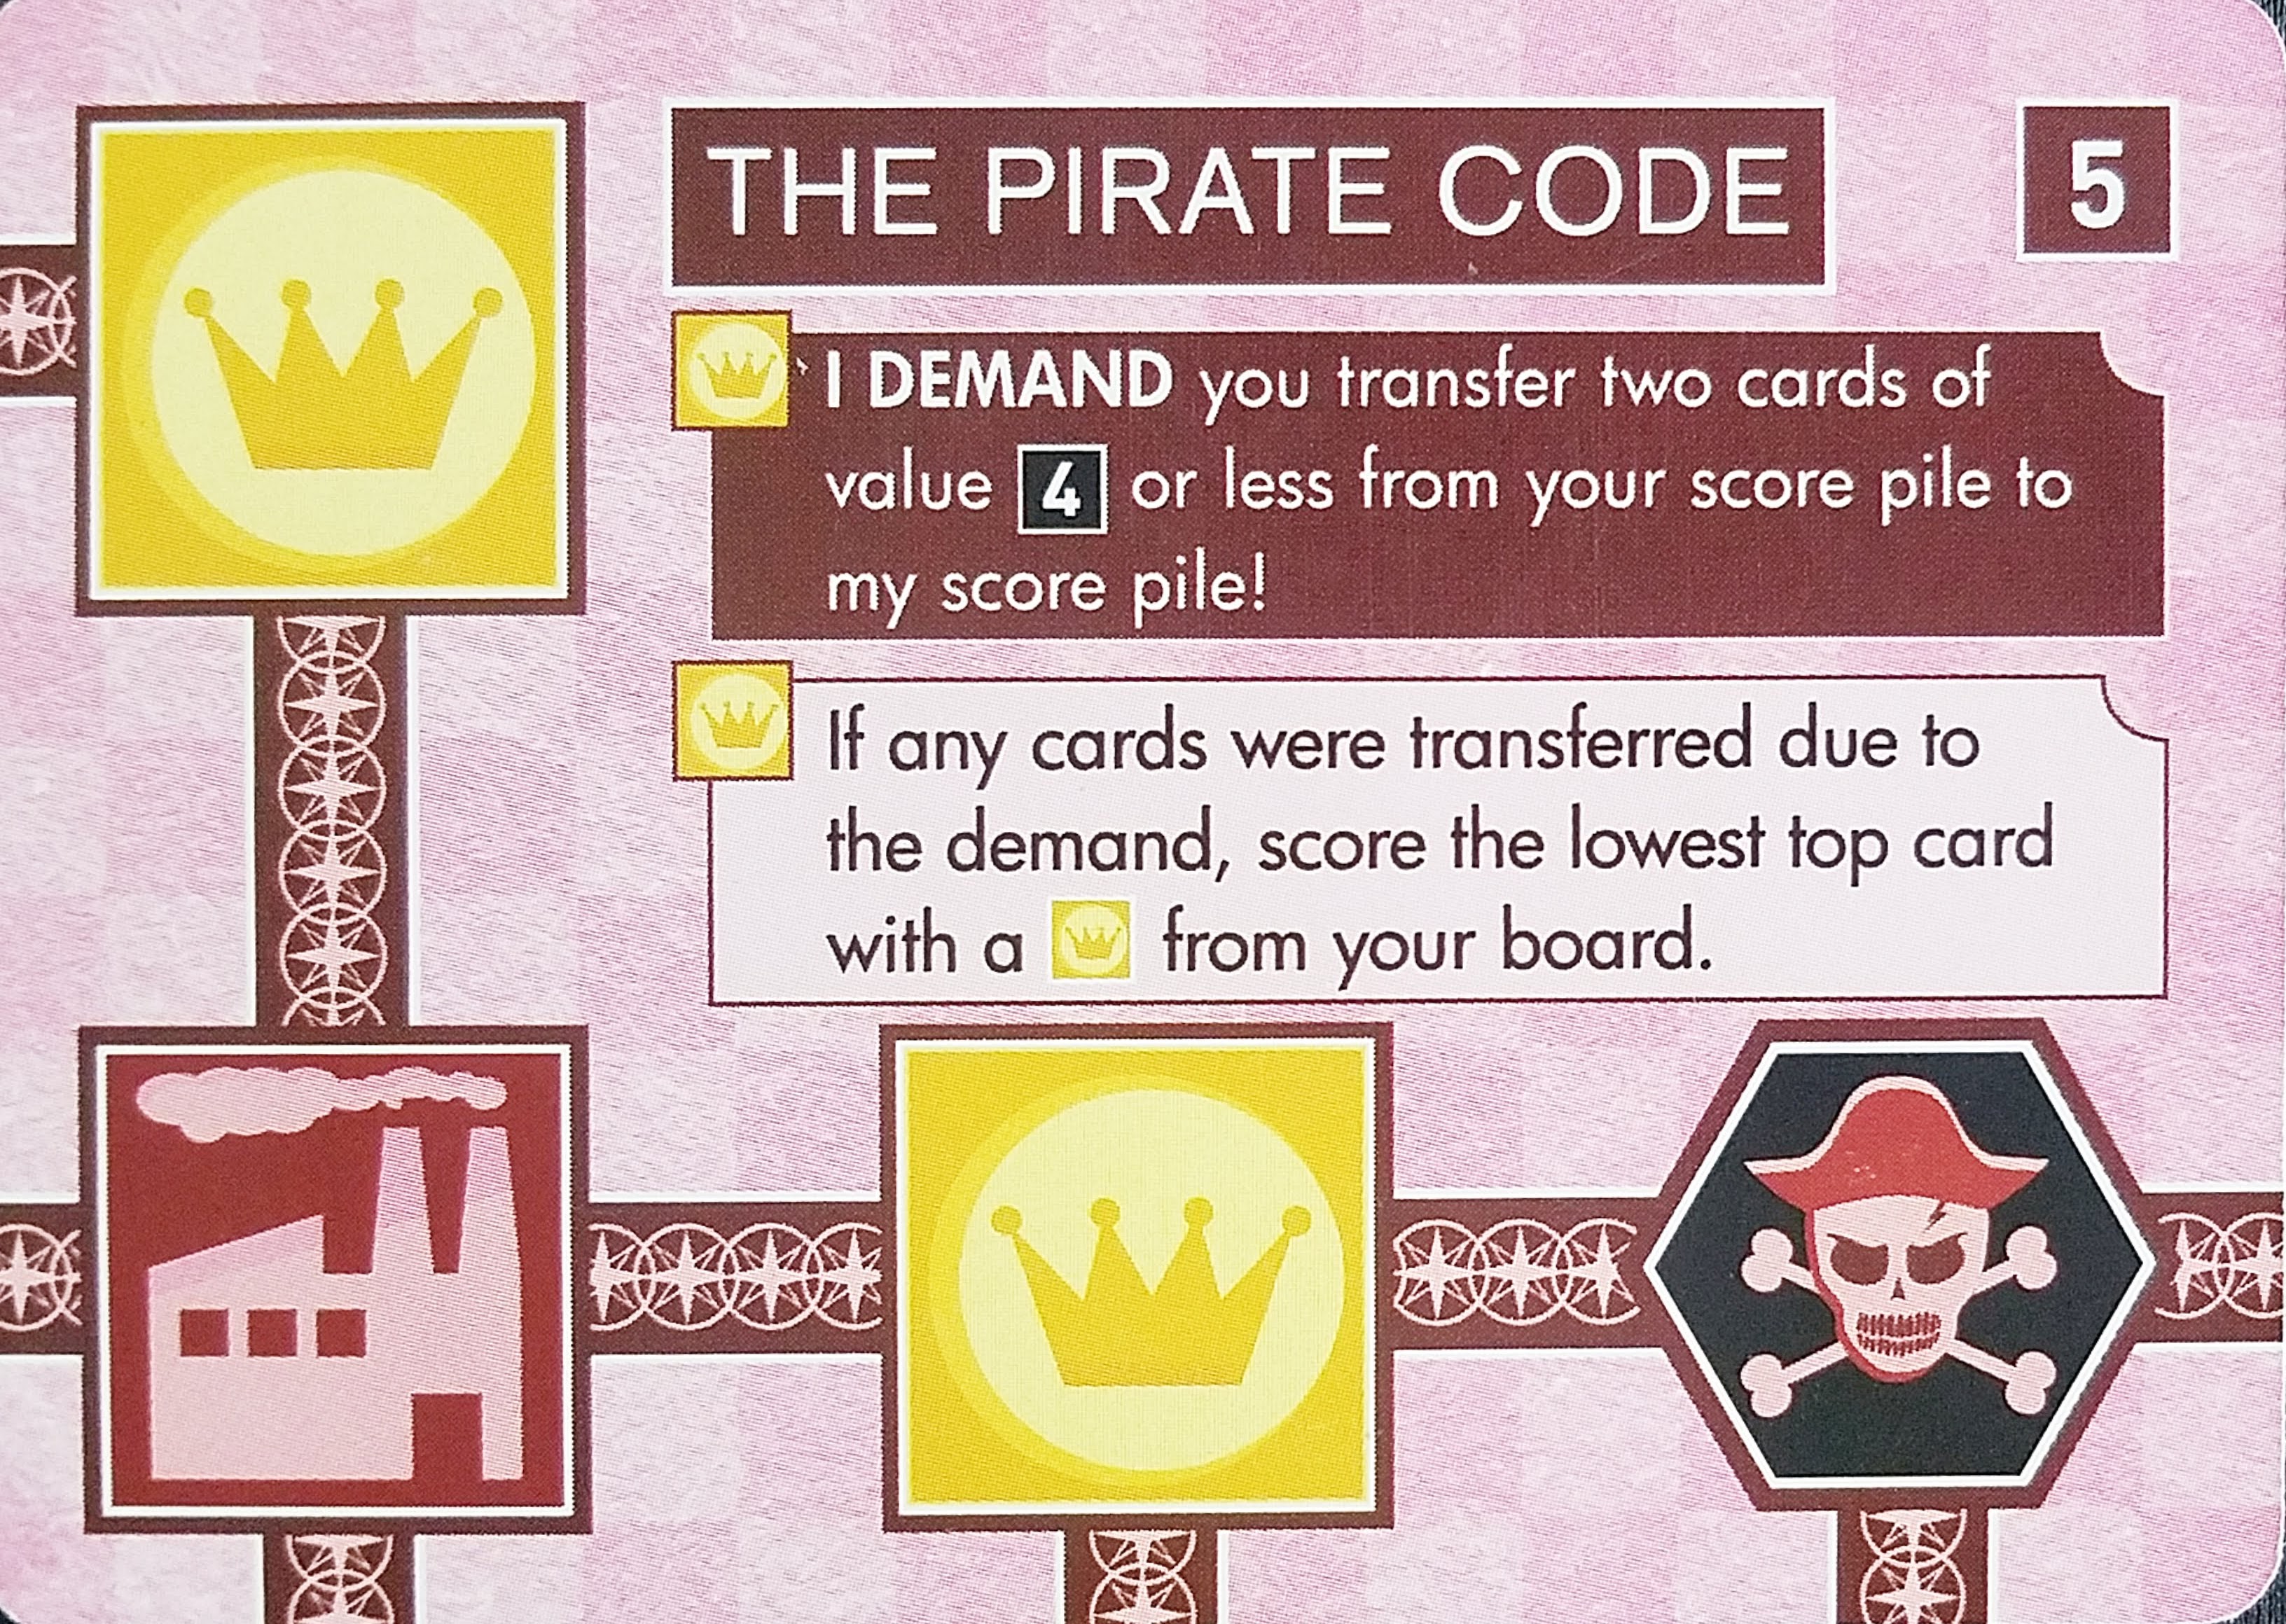 THE PIRATE CODE
5
I DEMAND you transfer two cards of
value 4 or less from your score pile to
my score pile!
If any cards were transferred due to
the demand, score the lowest top card
with a from your board.